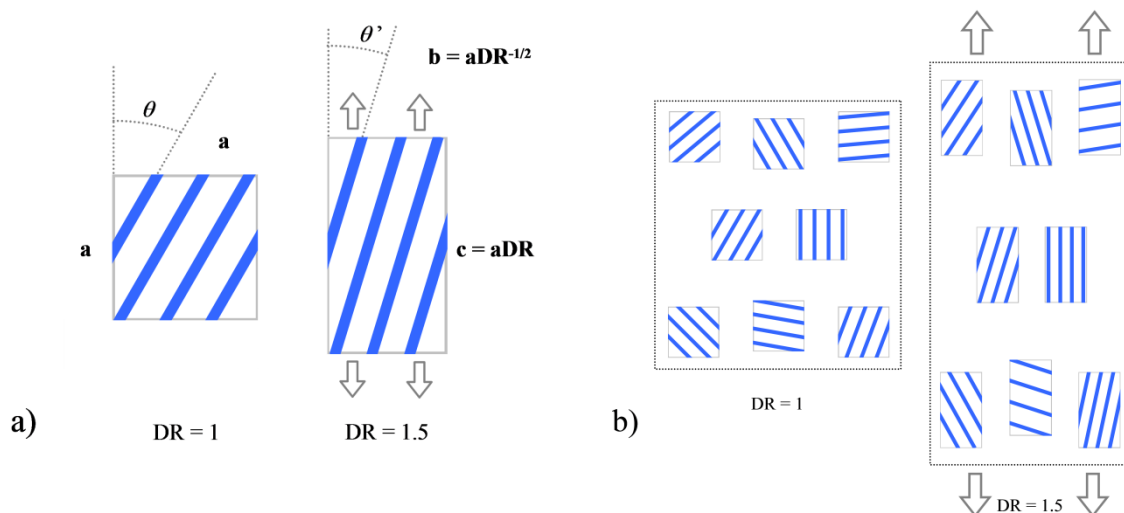 θ
a
a
DR = 1
a)
θ’
b = aDR-1/2
c = aDR
DR = 1.5
DR = 1
b)
DR = 1.5